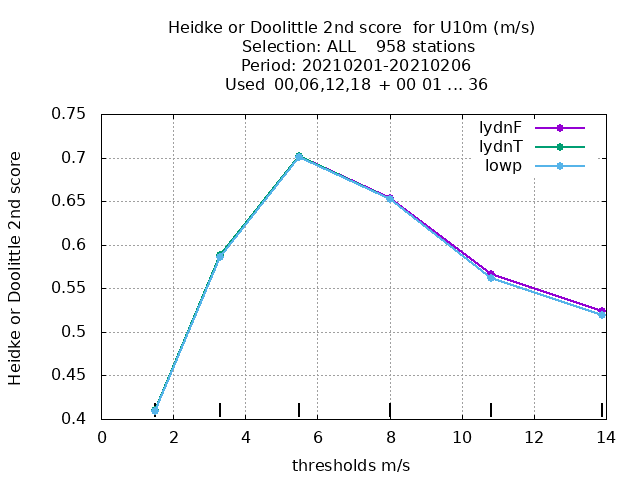 Heidke or Doolittle 2nd score  for U10m (m/s)
Selection: ALL    958 stations
Period: 20210201-20210206
Used  00,06,12,18  + 00 01 ... 36
Heidke or Doolittle 2nd score
0.75
0.7
0.65
0.6
0.55
0.5
0.45
0.4
lydnF
lydnT
lowp
0 2 4 6 8 10 12 14
thresholds m/s